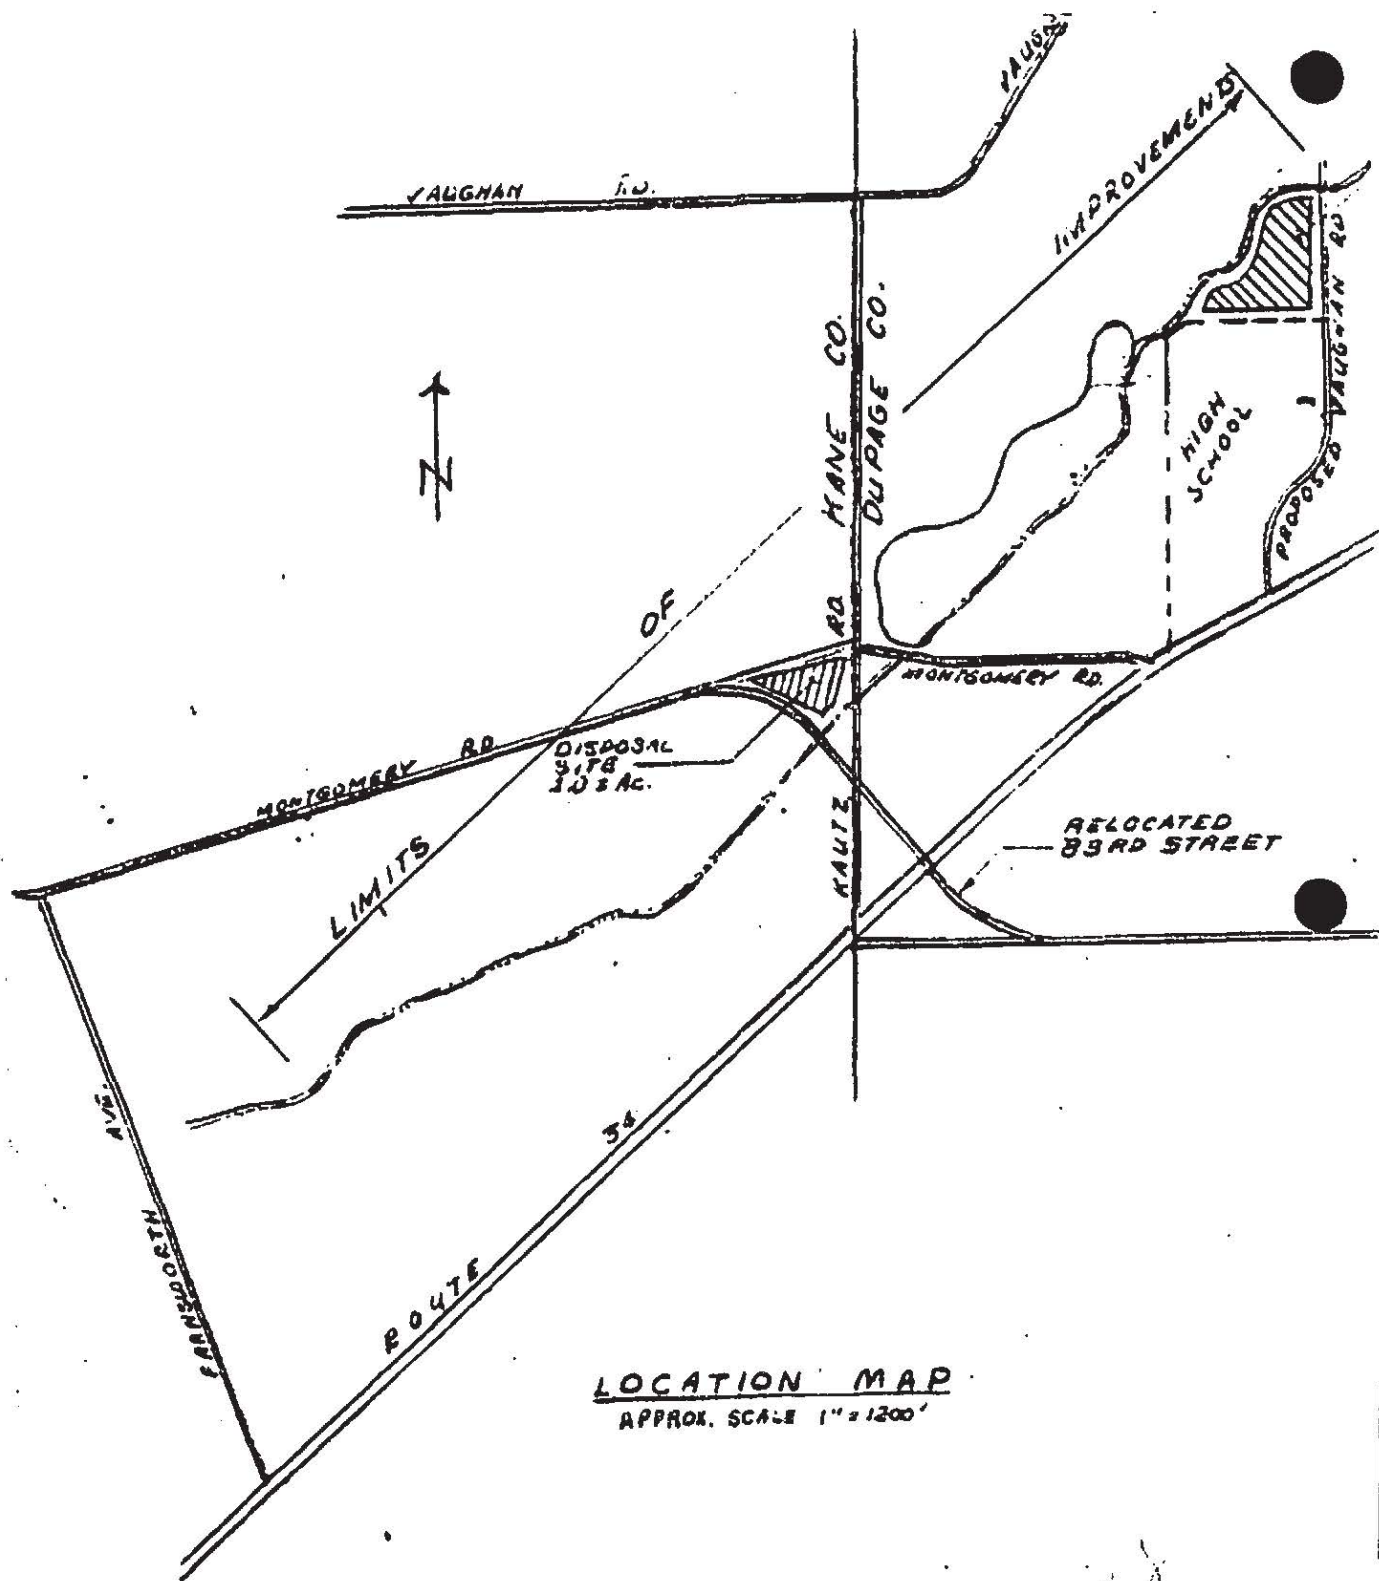 VAUGHAN RD.
IMPROVEMENTS
KANE CO.
DUPAGE CO.
VAUGHAN RD
PROPOSED
HIGH
SCHOOL
N
OF
RD.
MONTGOMERY RD.
MONTGOMERY RD
DISPOSAL
SITE
AC.
LIMITS
KAUTZ
RELOCATED
83RD STREET
AVE.
FARNSWORTH
ROUTE 34
LOCATION MAP
APPROX. SCALE 1" = 1200'